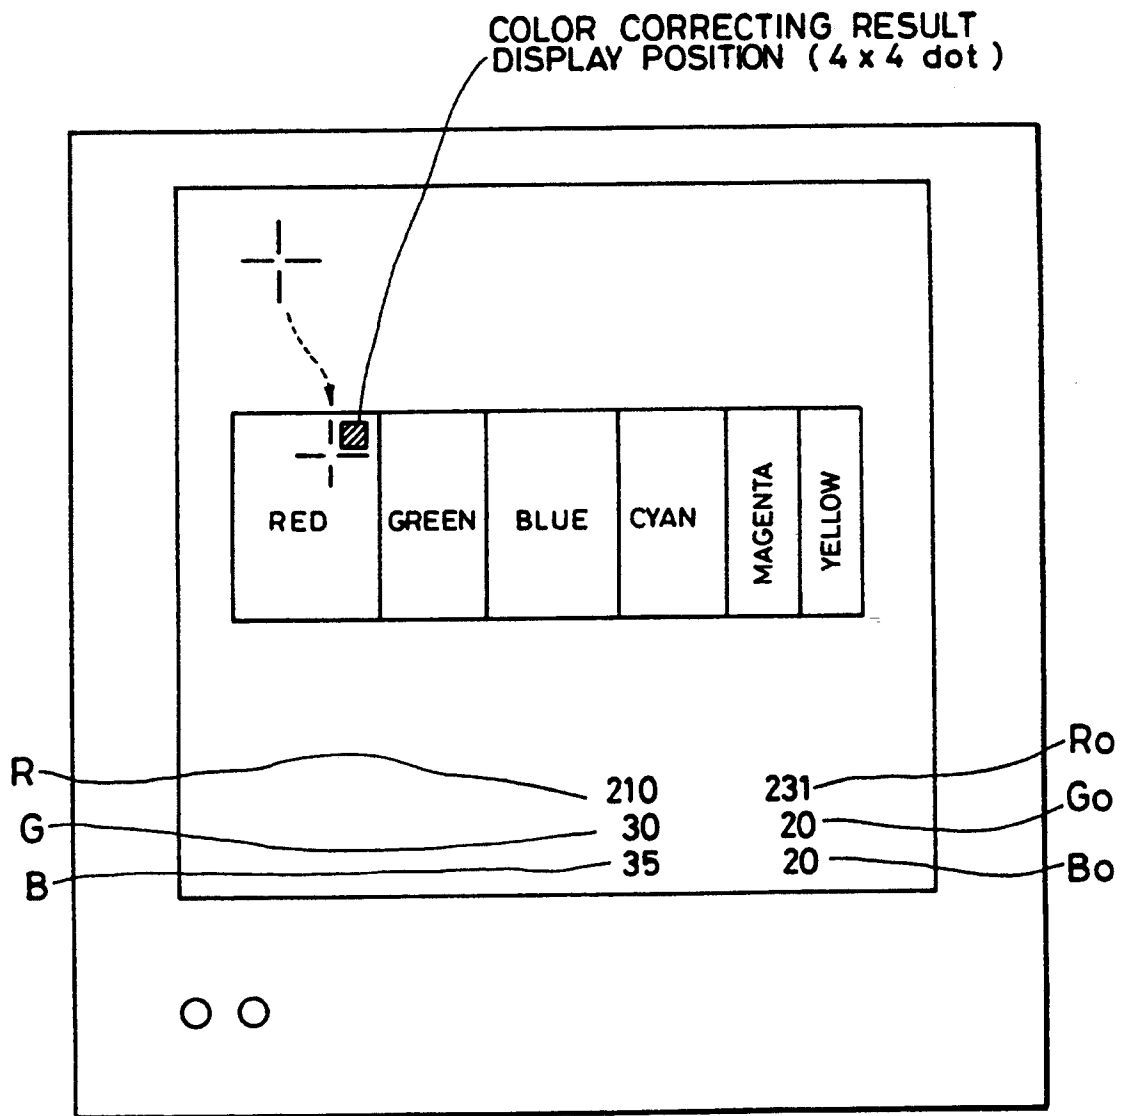 COLOR CORRECTING RESULT
DISPLAY POSITION (4 x 4 dot)
RED GREEN BLUE CYAN MAGENTA YELLOW
R 210 231 Ro
G 30 20 Go
B 35 20 Bo